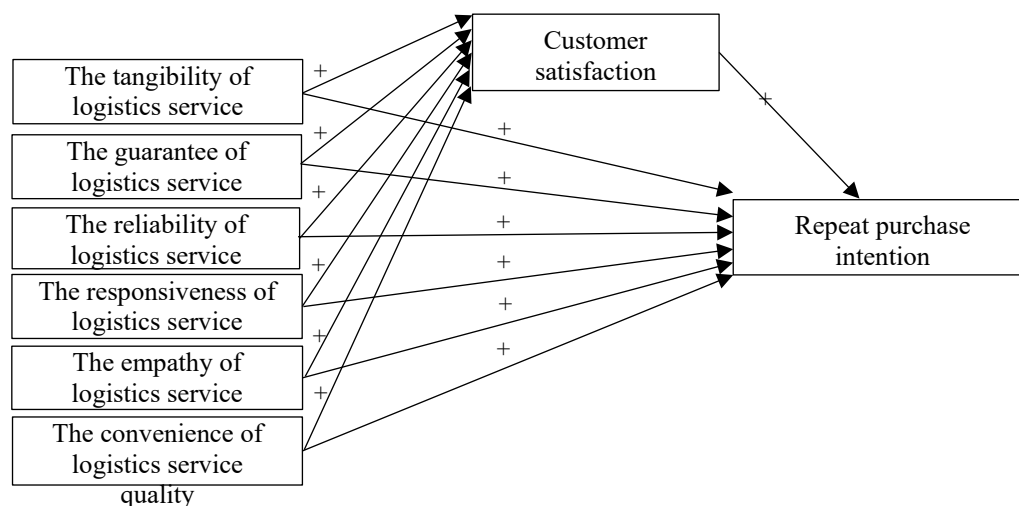 Customer
satisfaction
The tangibility of
logistics service
The guarantee of
logistics service
The reliability of
logistics service
The responsiveness of
logistics service
The empathy of
logistics service
The convenience of
logistics service
quality
Repeat purchase
intention
+
+
+
+
+
+
+
+
+
+
+
+
+